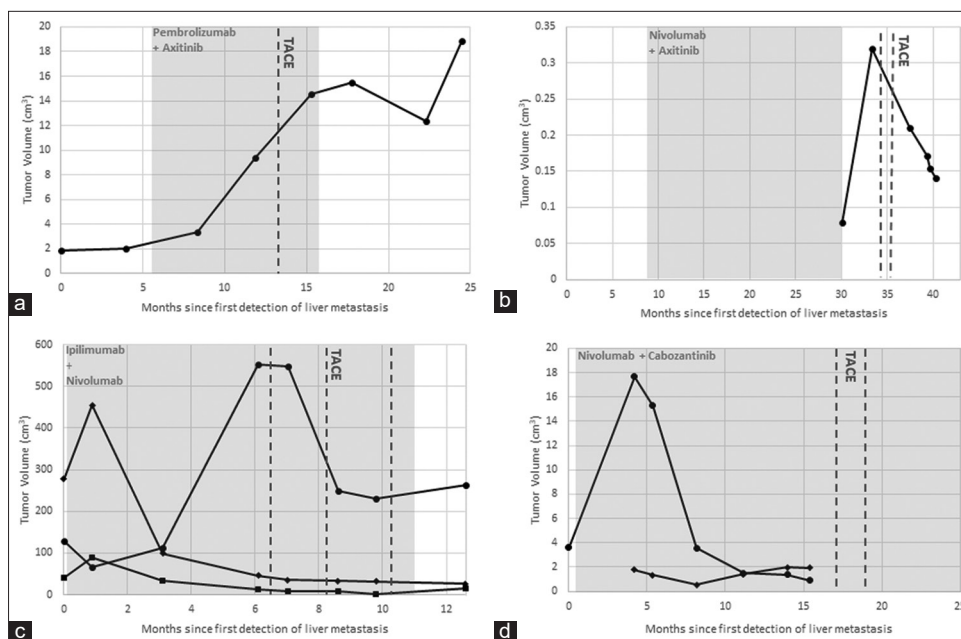 20
18
16
14
12
10
8
6
4
2
0
Tumor Volume (cm³)
Pembrolizumab
+ Axitinib
TACE
0 5 10 15 20 25
Months since first detection of liver metastasis
a
0.35
0.3
0.25
0.2
0.15
0.1
0.05
0
Tumor Volume (cm³)
Nivolumab
+ Axitinib
TACE
0 5 10 15 20 25 30 35 40
Months since first detection of liver metastasis
b
600
500
400
300
200
100
0
Tumor Volume (cm³)
Ipilimumab
+
Nivolumab
TACE
0 2 4 6 8 10 12
Months since first detection of liver metastasis
c
20
18
16
14
12
10
8
6
4
2
0
Tumor Volume (cm³)
Nivolumab + Cabozantinib
TACE
0 5 10 15 20 25
Months since first detection of liver metastasis
d